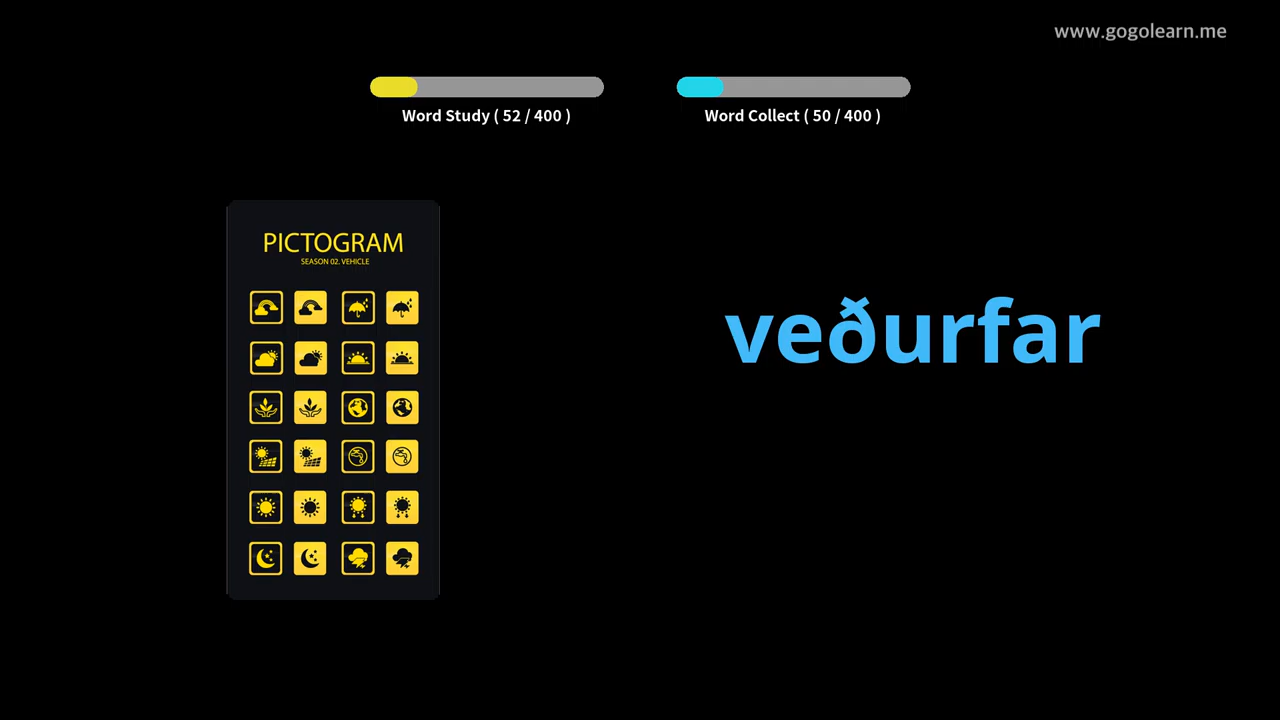 www.gogolearn.me
Word Study ( 52 / 400 )
Word Collect ( 50 / 400 )
PICTOGRAM
SEASON 02. VEHICLE
veðurfar